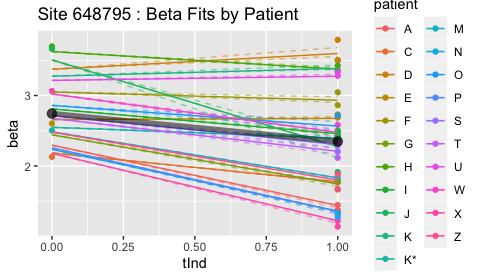 Site 648795 : Beta Fits by Patient
beta
3
2
0.00 0.25 0.50 0.75 1.00
tInd
patient
A M
C N
D O
E P
F S
G T
H U
I W
J X
K Z
K*